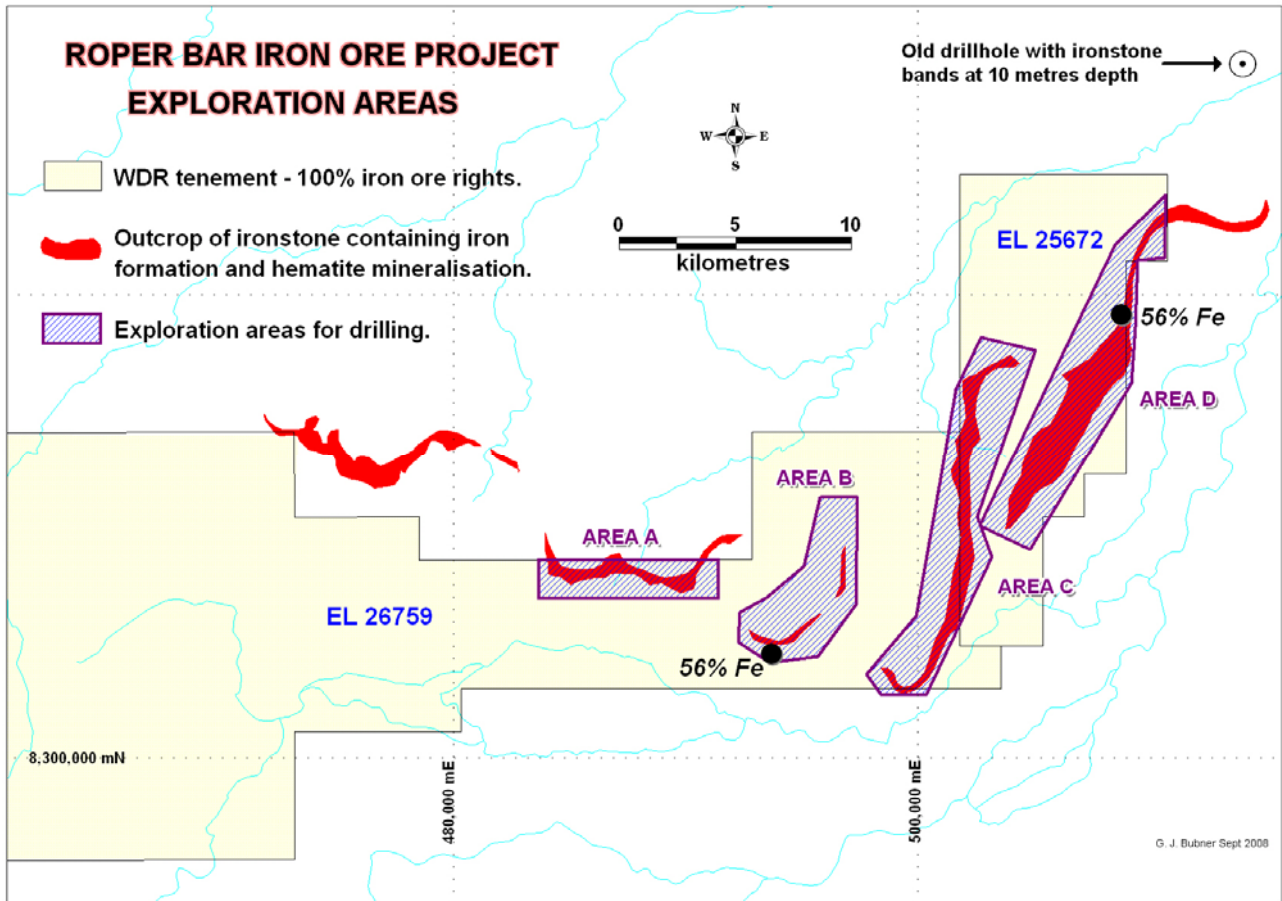 ROPER BAR IRON ORE PROJECT
EXPLORATION AREAS
Old drillhole with ironstone
bands at 10 metres depth
N
W E
S
WDR tenement - 100% iron ore rights.
Outcrop of ironstone containing iron
formation and hematite mineralisation.
Exploration areas for drilling.
0 5 10
kilometres
EL 25672
56% Fe
AREA D
AREA B
AREA A
AREA C
EL 26759
56% Fe
8,300,000 mN
480,000 mE
500,000 mE
G. J. Bubner Sept 2008